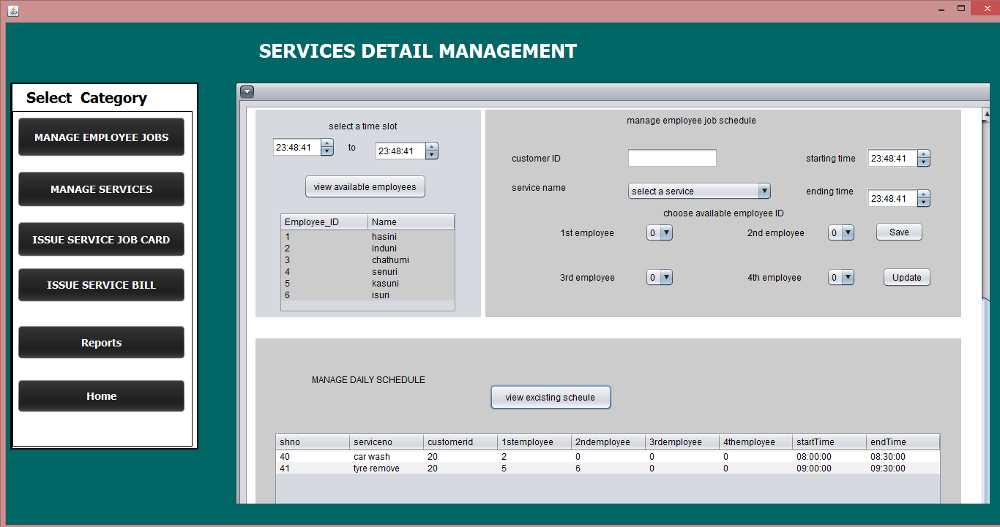 SERVICES DETAIL MANAGEMENT
Select Category
MANAGE EMPLOYEE JOBS
MANAGE SERVICES
ISSUE SERVICE JOB CARD
ISSUE SERVICE BILL
Reports
Home
select a time slot
23:48:41 to 23:48:41
view available employees
Employee_ID Name
1 hasini
2 induni
3 chathumi
4 senuri
5 kasuni
6 isuri
manage employee job schedule
customer ID starting time 23:48:41
service name select a service ending time 23:48:41
choose available employee ID
1st employee 0 2nd employee 0 Save
3rd employee 0 4th employee 0 Update
MANAGE DAILY SCHEDULE
view excisting scheule
shno serviceno customerid 1stemployee 2ndemployee 3rdemployee 4themployee startTime endTime
40 car wash 20 2 0 0 0 08:00:00 08:30:00
41 tyre remove 20 5 6 0 0 09:00:00 09:30:00